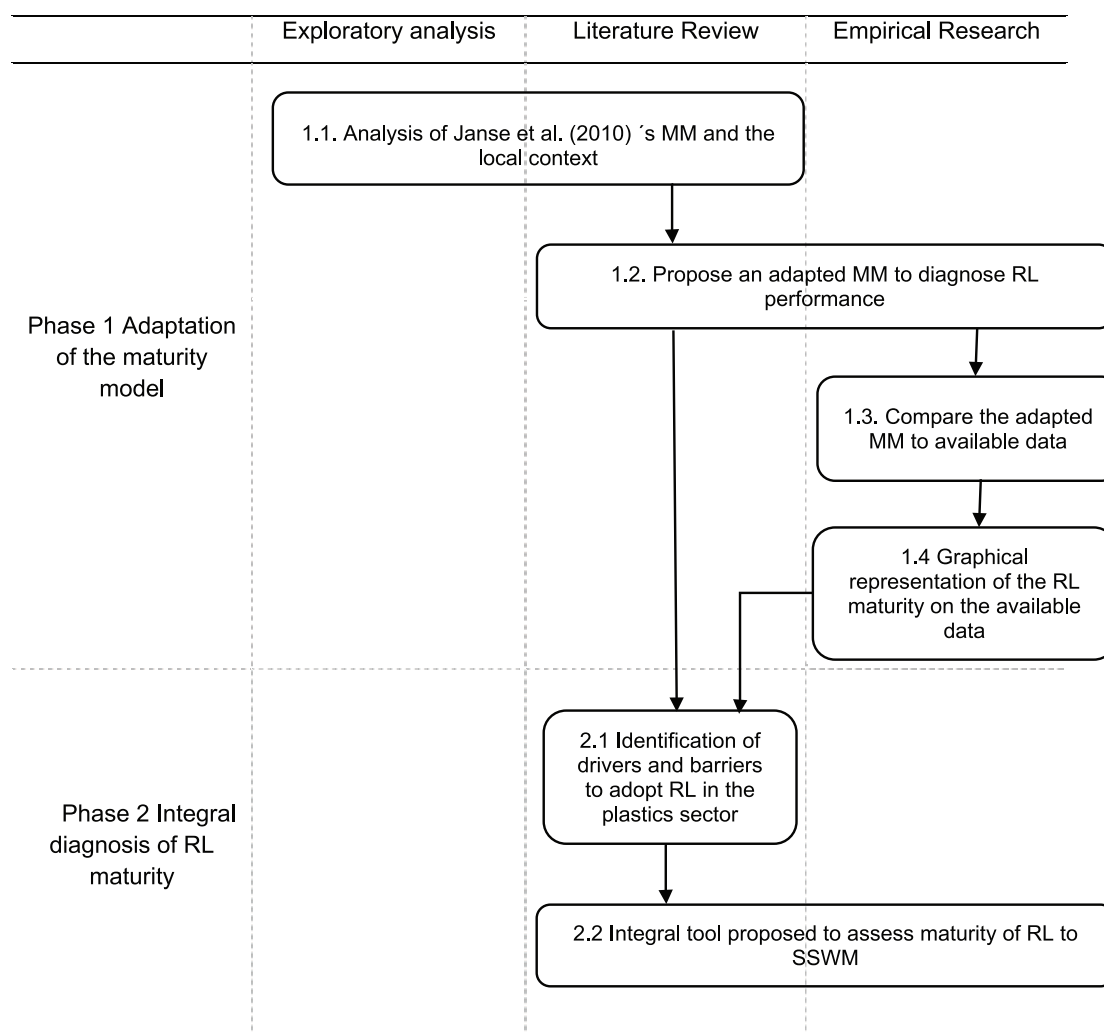 Exploratory analysis
Literature Review
Empirical Research
1.1. Analysis of Janse et al. (2010) ´s MM and the
local context
1.2. Propose an adapted MM to diagnose RL
performance
Phase 1 Adaptation
of the maturity
model
1.3. Compare the adapted
MM to available data
1.4 Graphical
representation of the RL
maturity on the available
data
2.1 Identification of
drivers and barriers
to adopt RL in the
plastics sector
Phase 2 Integral
diagnosis of RL
maturity
2.2 Integral tool proposed to assess maturity of RL to
SSWM